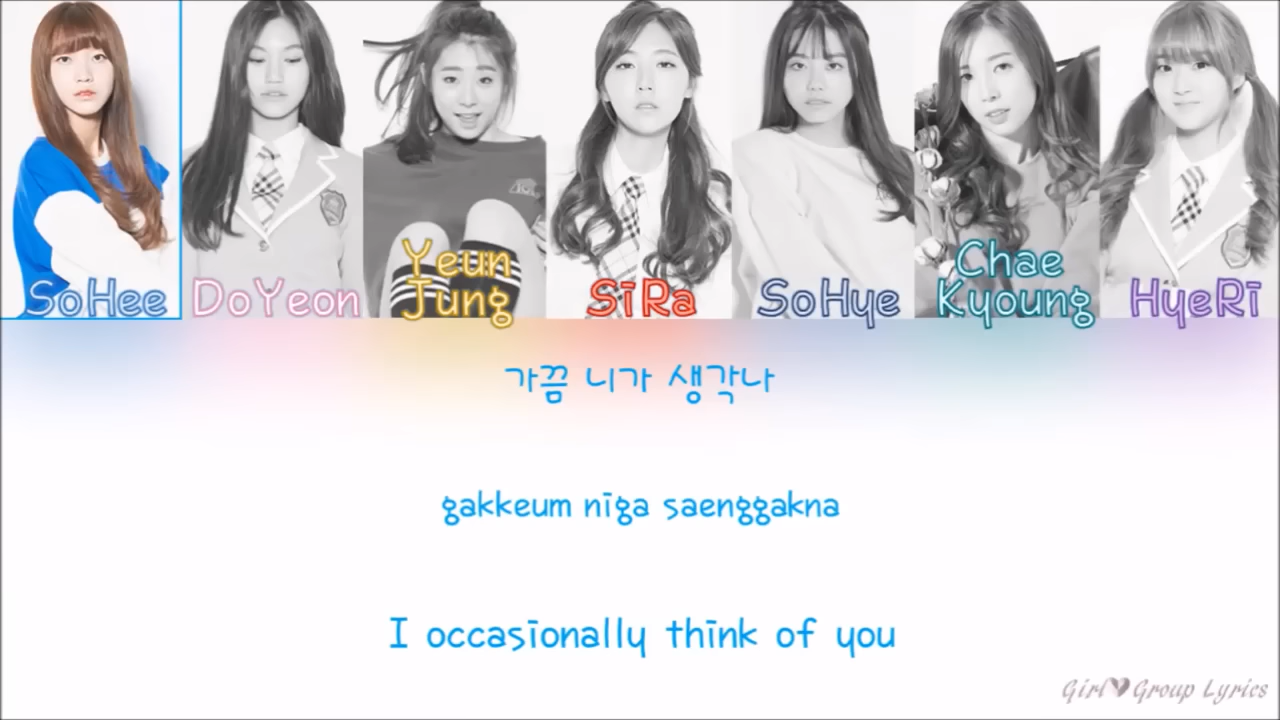 SoHee
DoYeon
Yeun
Jung
SiRa
SoHye
Chae
Kyoung
HyeRi
가끔 니가 생각나
gakkeum niga saenggakna
I occasionally think of you
Girl Group Lyrics